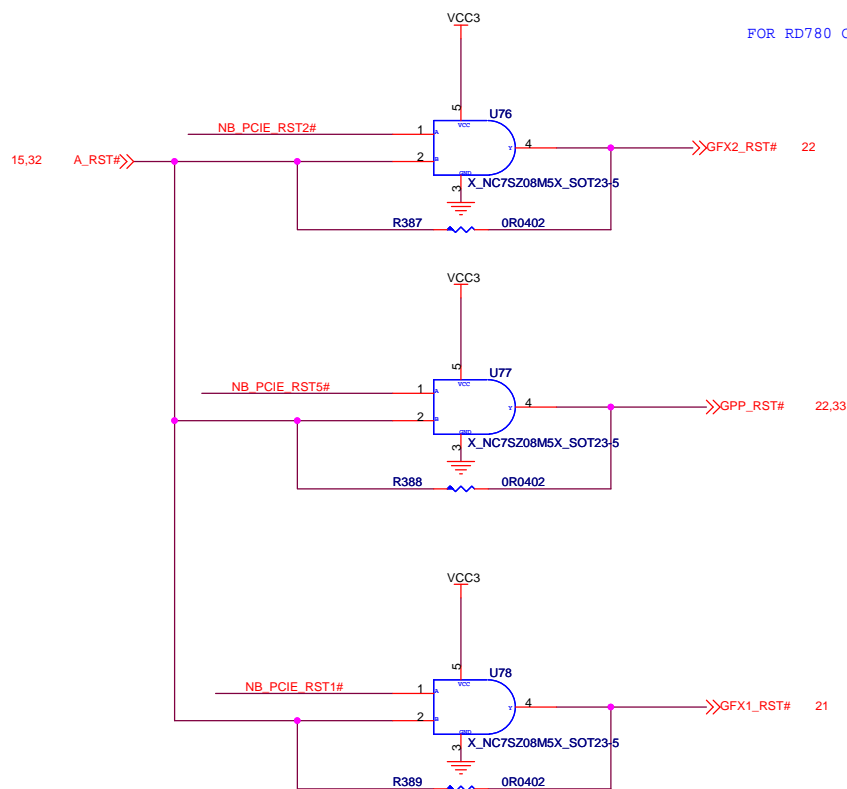 VCC3
FOR RD780
5
U76
VCC
NB_PCIE_RST2#
1
A
4
Y
GFX2_RST# 22
15,32 A_RST#
2
B
GND
3
X_NC7SZ08M5X_SOT23-5
R387
0R0402
VCC3
5
U77
VCC
NB_PCIE_RST5#
1
A
4
Y
GPP_RST# 22,33
2
B
GND
3
X_NC7SZ08M5X_SOT23-5
R388
0R0402
VCC3
5
U78
VCC
NB_PCIE_RST1#
1
A
4
Y
GFX1_RST# 21
2
B
GND
3
X_NC7SZ08M5X_SOT23-5
R389
0R0402